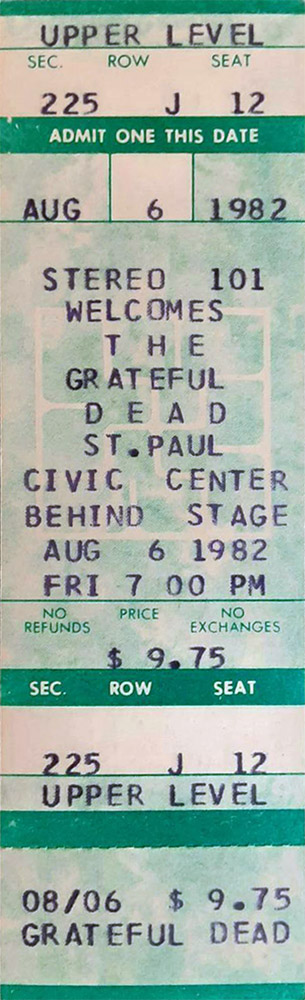 UPPER LEVEL
SEC. ROW SEAT
225 J 12
ADMIT ONE THIS DATE
AUG 6 1982
STEREO 101
WELCOMES
THE
GRATEFUL
DEAD
ST.PAUL
CIVIC CENTER
BEHIND STAGE
AUG 6 1982
FRI 7 00 PM
NO REFUNDS PRICE NO EXCHANGES
$ 9.75
SEC. ROW SEAT
225 J 12
UPPER LEVEL
08/06 $ 9.75
GRATEFUL DEAD